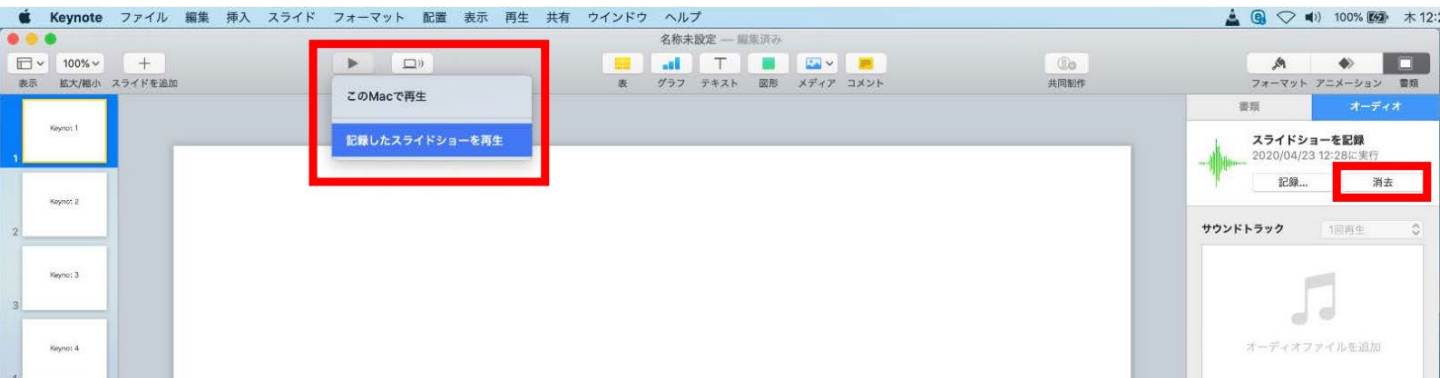 Keynote ファイル 編集 挿入 スライド フォーマット 配置 表示 再生 共有 ウインドウ ヘルプ 100% 木 12:
名称未設定 — 編集済み
100%
表示 拡大/縮小 スライドを追加 表 グラフ テキスト 図形 メディア コメント 共同制作 フォーマット アニメーション 書類
このMacで再生
記録したスライドショーを再生
書類 オーディオ
Keynot 1
1
スライドショーを記録
2020/04/23 12:28に実行
記録... 消去
Keynot 2
2
サウンドトラック 1回再生
Keynot 3
3
オーディオファイルを追加
Keynot 4